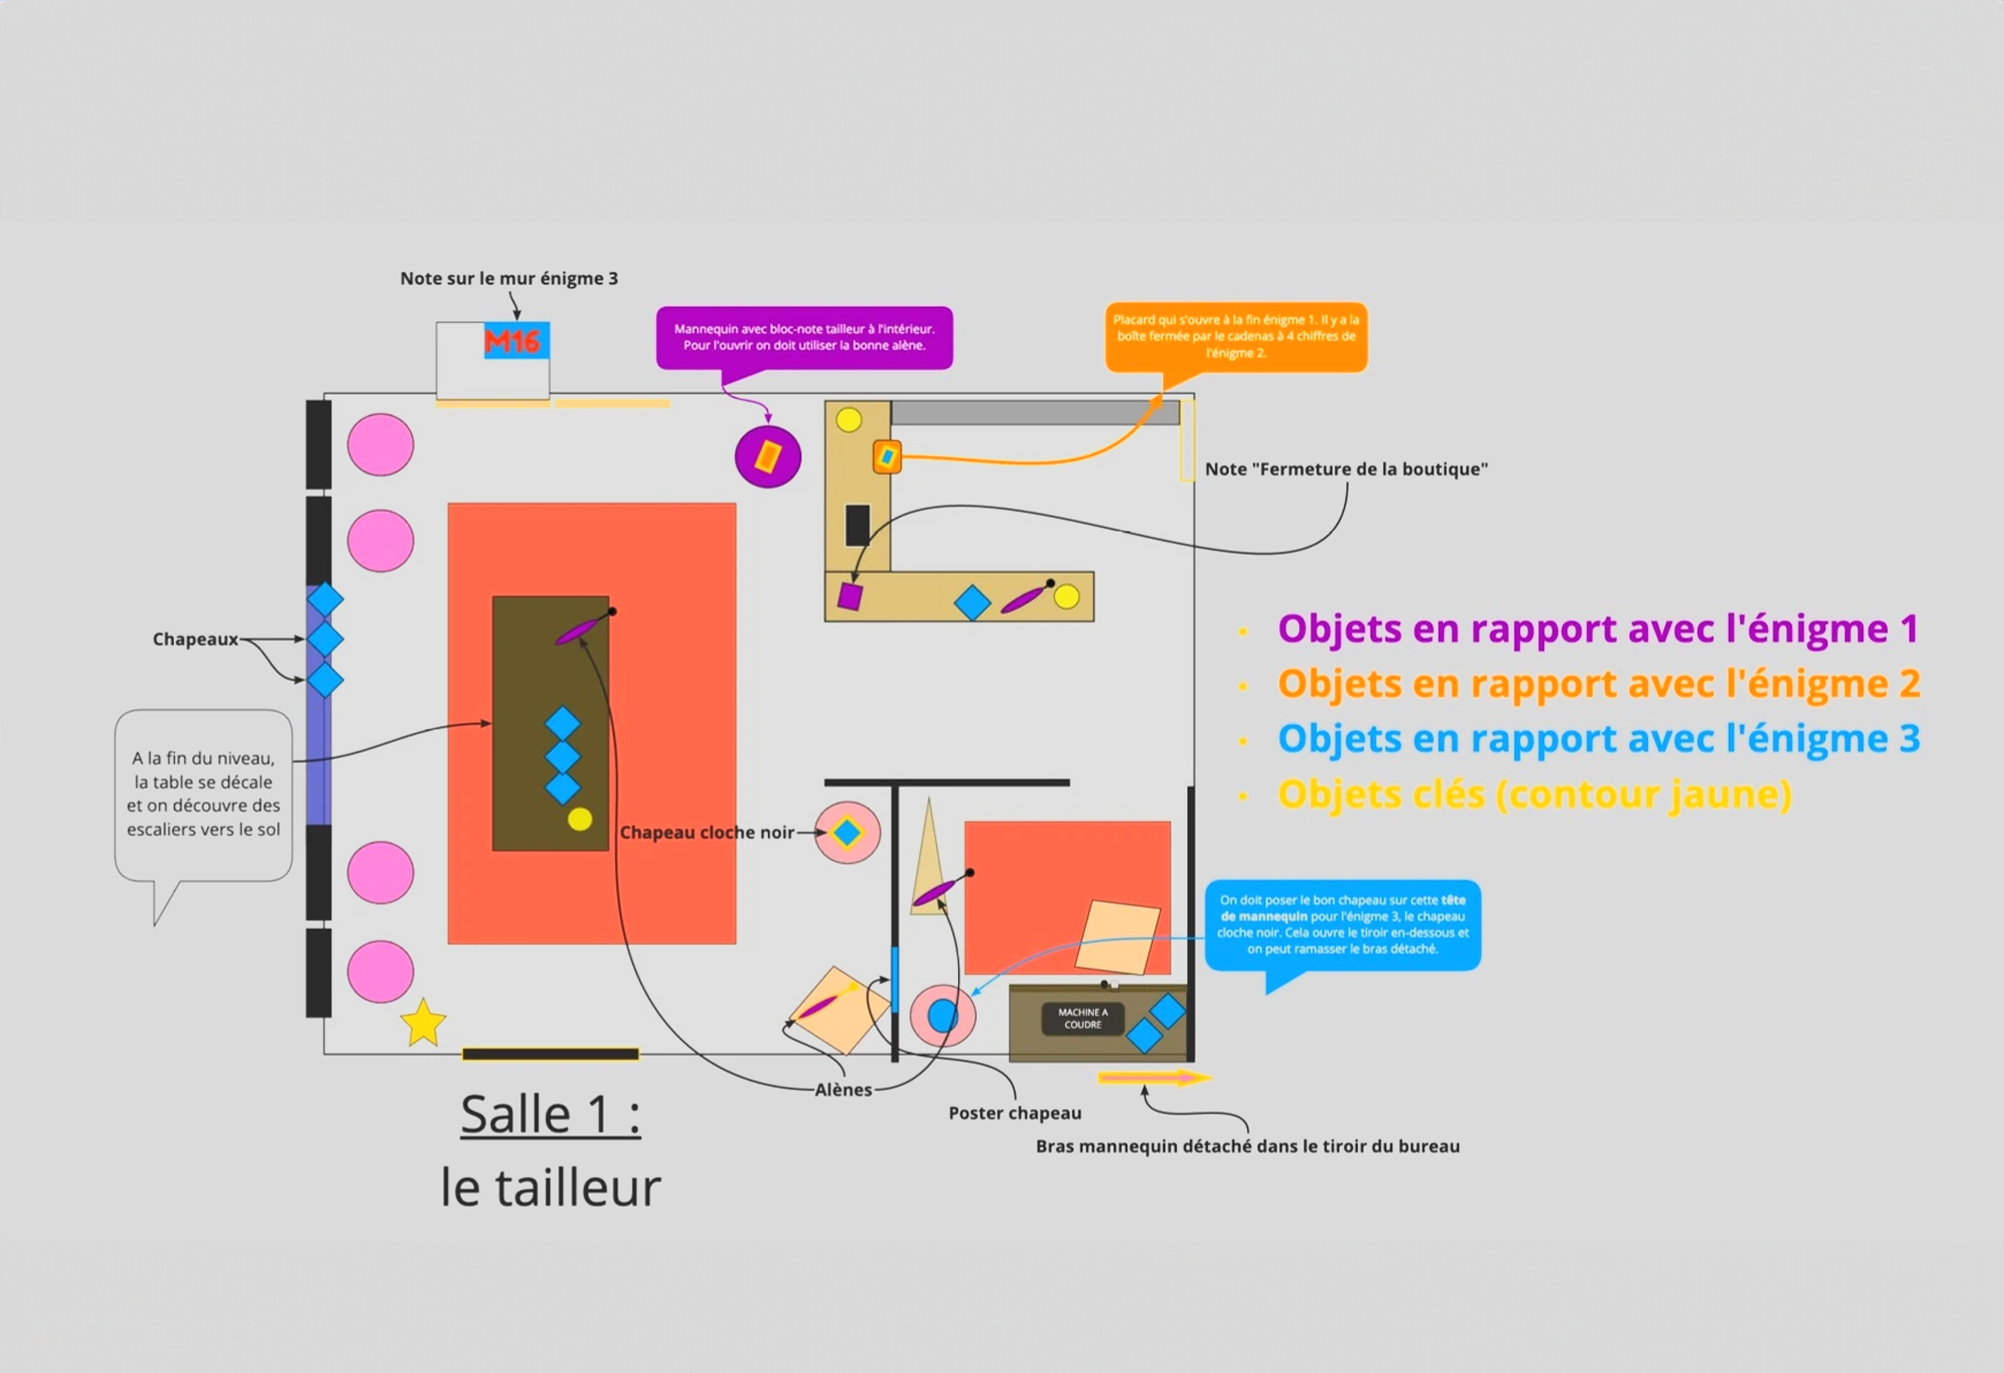 Note sur le mur énigme 3
M16
Mannequin avec bloc-note tailleur à l'intérieur.
Pour l'ouvrir on doit utiliser la bonne alène.
Placard qui s'ouvre à la fin énigme 1. Il y a la
boîte fermée par le cadenas à 4 chiffres de
l'énigme 2.
Note "Fermeture de la boutique"
Chapeaux
A la fin du niveau,
la table se décale
et on découvre des
escaliers vers le sol
Chapeau cloche noir
• Objets en rapport avec l'énigme 1
• Objets en rapport avec l'énigme 2
• Objets en rapport avec l'énigme 3
• Objets clés (contour jaune)
On doit poser le bon chapeau sur cette tête
de mannequin pour l'énigme 3, le chapeau
cloche noir. Cela ouvre le tiroir en-dessous et
on peut ramasser le bras détaché.
MACHINE A
COUDRE
Alènes
Poster chapeau
Bras mannequin détaché dans le tiroir du bureau
Salle 1 :
le tailleur